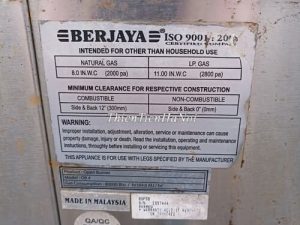 BERJAYA ISO 9001 : 2008
CERTIFIED COMPANY
INTENDED FOR OTHER THAN HOUSEHOLD USE
NATURAL GAS L.P. GAS
8.0 IN.W.C (2000 pa) 11.00 IN.W.C (2800 pa)
MINIMUM CLEARANCE FOR RESPECTIVE CONSTRUCTION
COMBUSTIBLE NON-COMBUSTIBLE
Side & Back 12" (300mm) Side & Back 0" (0mm)
WARNING:
Improper installation, adjustment, alteration, service or maintenance can cause
property damage, injury or death. Read the installation, operating and maintenance
instructions, thoroughly before installing or servicing this equipment.
THIS APPLIANCE IS FOR USE WITH LEGS SPECIFIED BY THE MANUFACTURER
Open Burner
MADE IN MALAYSIA
QA/QC